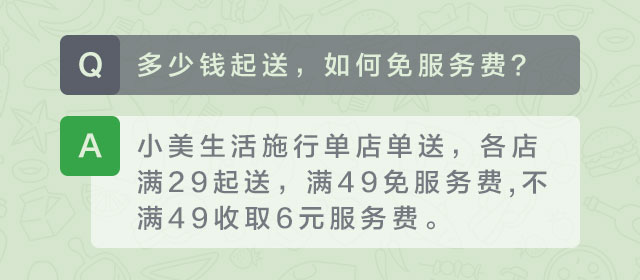 Q 多少钱起送，如何免服务费？
A 小美生活施行单店单送，各店
满29起送，满49免服务费,不
满49收取6元服务费。